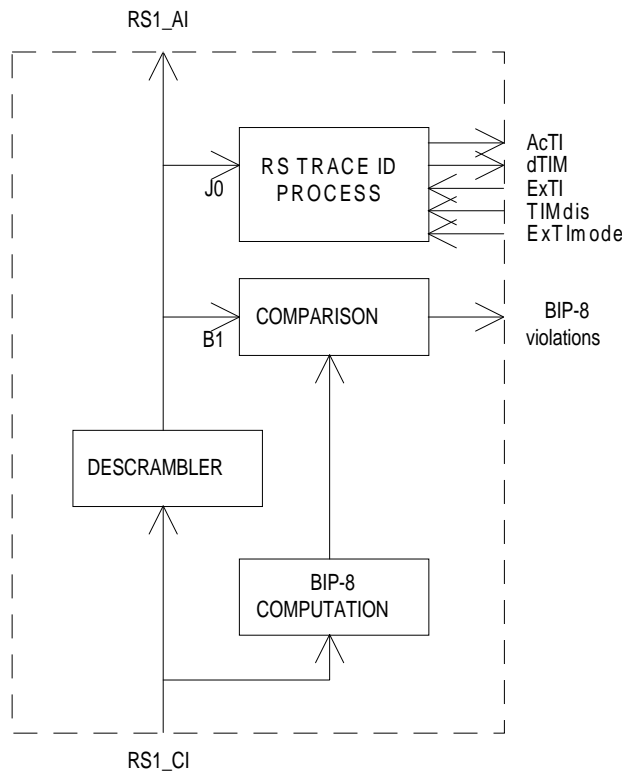 RS1_AI
RS TRACE ID
PROCESS
J0
AcTI
dTIM
ExTI
TIMdis
ExTImode
COMPARISON
B1
BIP-8
violations
DESCRAMBLER
BIP-8
COMPUTATION
RS1_CI